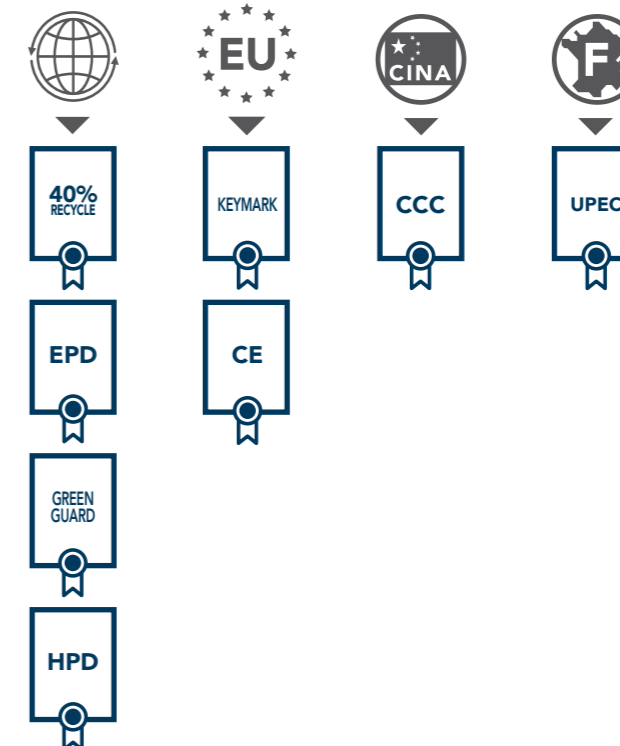 EU
CINA
F
40%
RECYCLE
KEYMARK
CCC
UPEC
EPD
CE
GREEN
GUARD
HPD